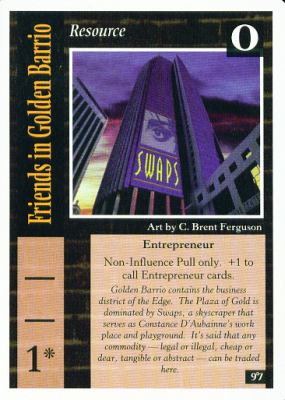 Friends in Golden Barrio
Resource
O
SWAPS
Art by C. Brent Ferguson
Entrepreneur
Non-Influence Pull only. +1 to
call Entrepreneur cards.
Golden Barrio contains the business
district of the Edge. The Plaza of Gold is
dominated by Swaps, a skyscraper that
serves as Constance D'Aubainne's work
place and playground. It's said that any
commodity — legal or illegal, cheap or
dear, tangible or abstract — can be traded
here.
—
—
1*